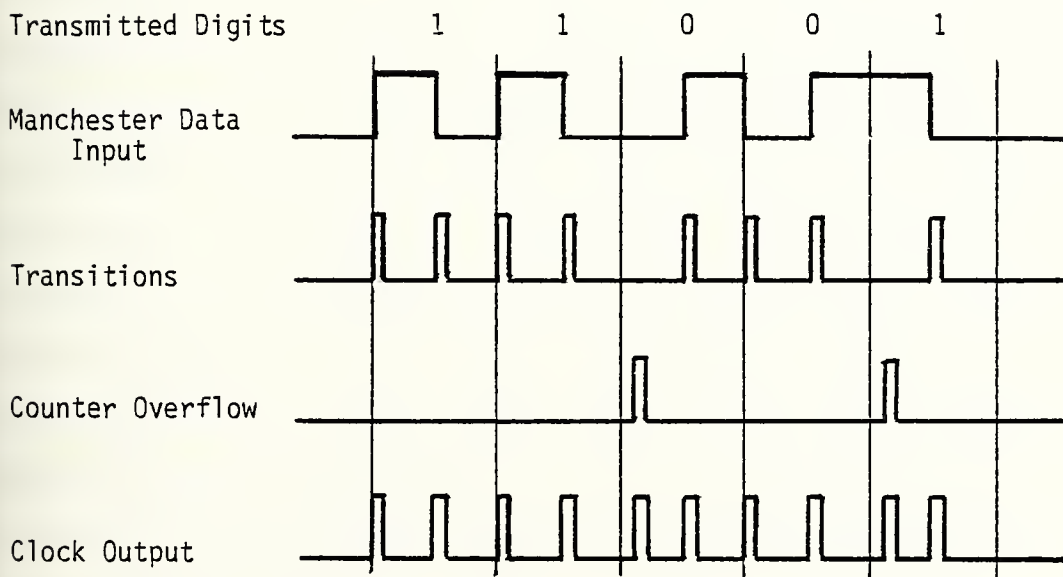 Transmitted Digits 1 1 0 0 1
Manchester Data
Input
Transitions
Counter Overflow
Clock Output